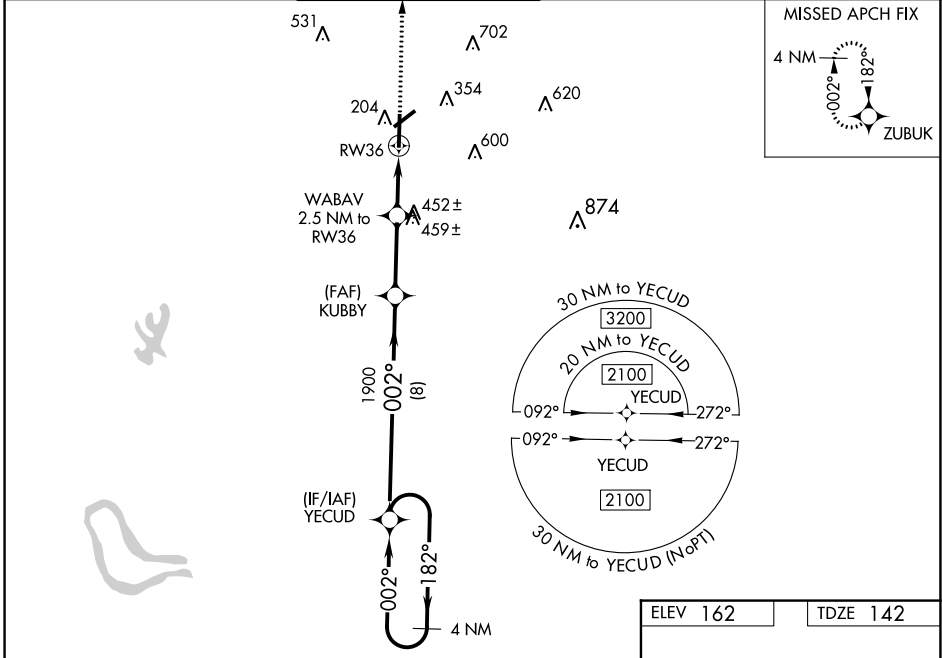 MISSED APCH FIX
4 NM
002°
182°
ZUBUK
531
702
354
204
620
600
RW36
WABAV
2.5 NM to
RW36
452 ±
459 ±
874
(FAF)
KUBBY
1900
002°
(8)
30 NM to YECUD
3200
20 NM to YECUD
2100
YECUD
092°
272°
092°
272°
YECUD
2100
30 NM to YECUD (NoPT)
(IF/IAF)
YECUD
002°
182°
4 NM
ELEV 162
TDZE 142